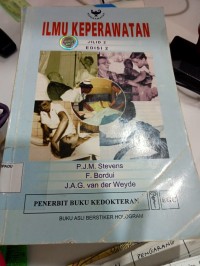 ILMU KEPERAWATAN
JILID 2
EDISI 2
P.J.M. Stevens
F. Bordui
J.A.G. van der Weyde
PENERBIT BUKU KEDOKTERAN
EGC
BUKU ASLI BERSTIKER HOLOGRAM
PENGARANG